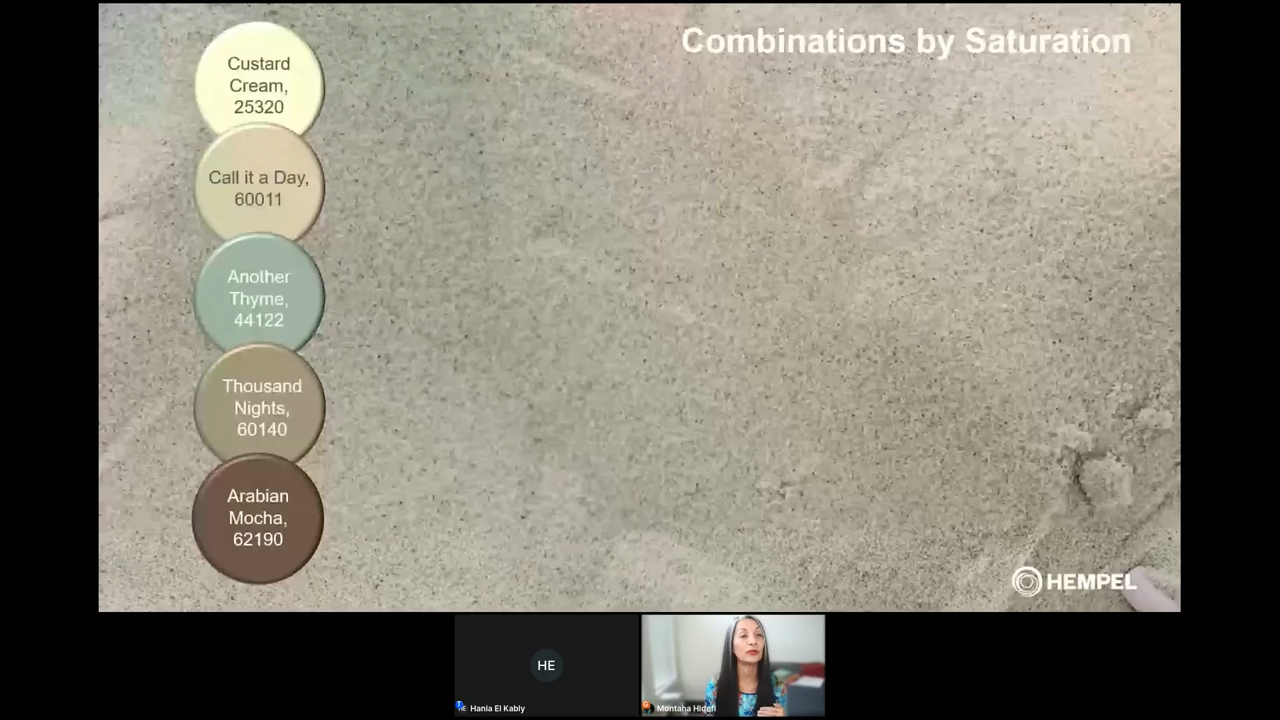 Combinations by Saturation
Custard
Cream,
25320
Call it a Day,
60011
Another
Thyme,
44122
Thousand
Nights,
60140
Arabian
Mocha,
62190
HEMPEL
HE
Hania El Kably
Montaha Hidefi